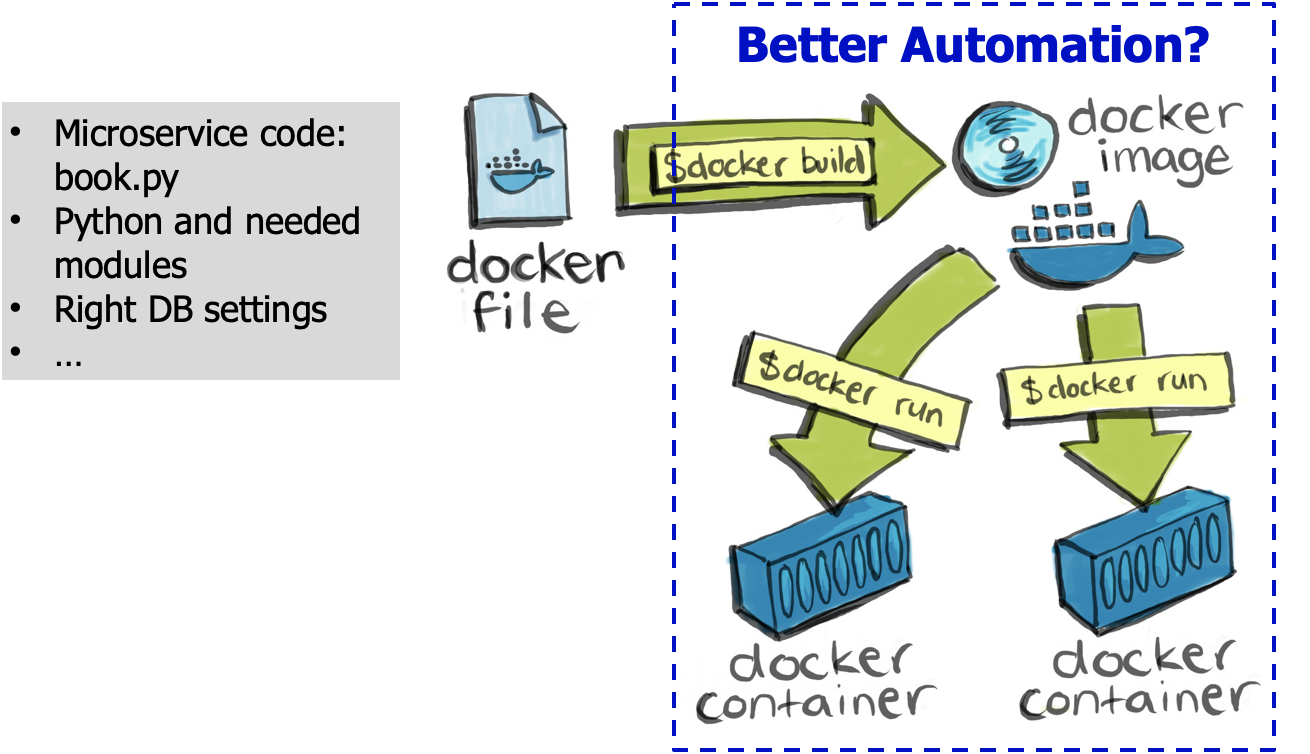 Better Automation?
• Microservice code:
book.py
• Python and needed
modules
• Right DB settings
• ...
docker
file
$docker build
docker
image
$docker run
$docker run
docker
container
docker
container